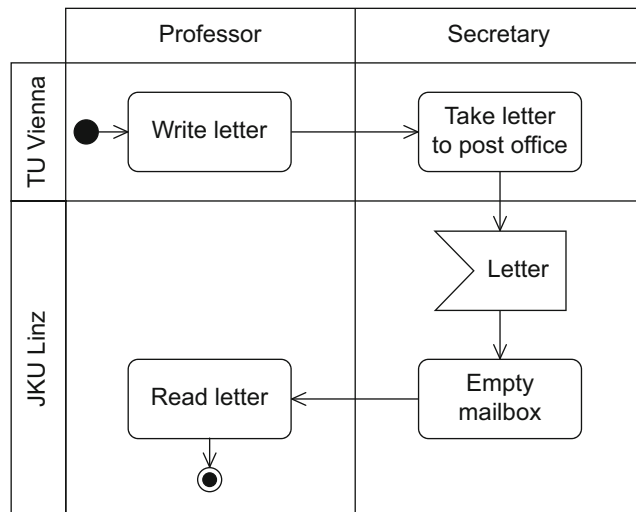 Professor
Secretary
TU Vienna
Write letter
Take letter
to post office
JKU Linz
Letter
Read letter
Empty
mailbox